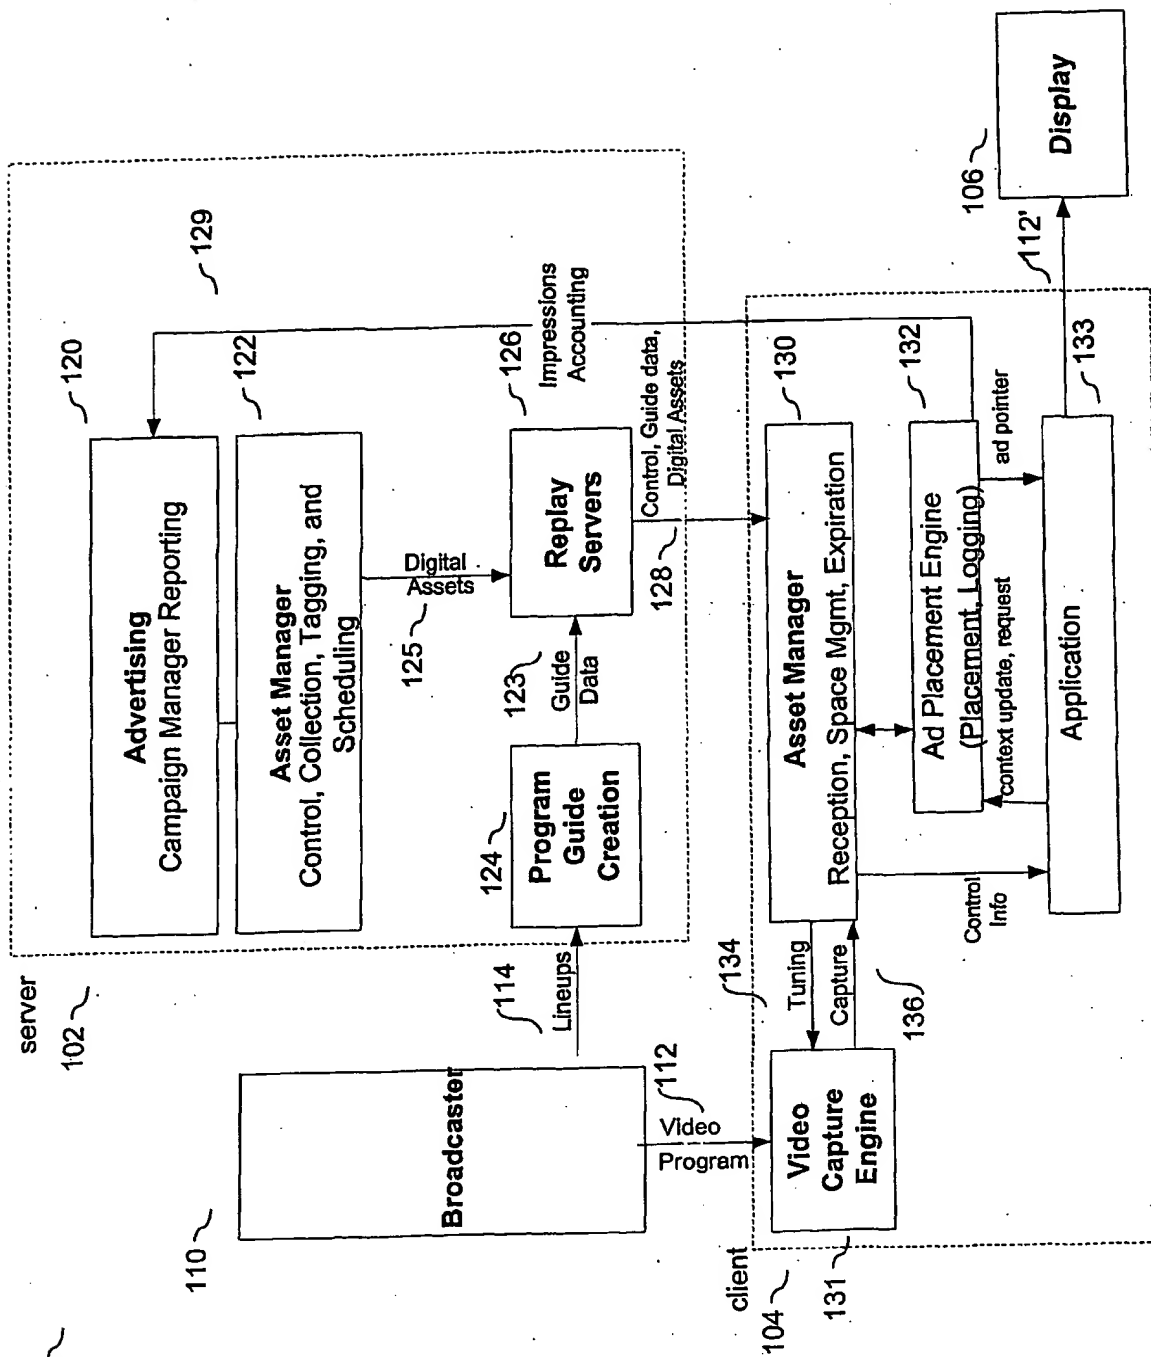 server
102
120
Advertising
Campaign Manager Reporting
122
Asset Manager
Control, Collection, Tagging, and
Scheduling
129
110
Broadcaster
114
Lineups
124
Program
Guide
Creation
123
Guide
Data
125
Digital
Assets
126
Replay
Servers
Impressions
Accounting
112
Video
Program
128
Control, Guide data,
Digital Assets
client
104
131
Video
Capture
Engine
134
Tuning
Capture
136
130
Asset Manager
Reception, Space Mgmt, Expiration
132
Ad Placement Engine
(Placement, Logging)
Control
Info
context update, request
ad pointer
133
Application
112'
106
Display